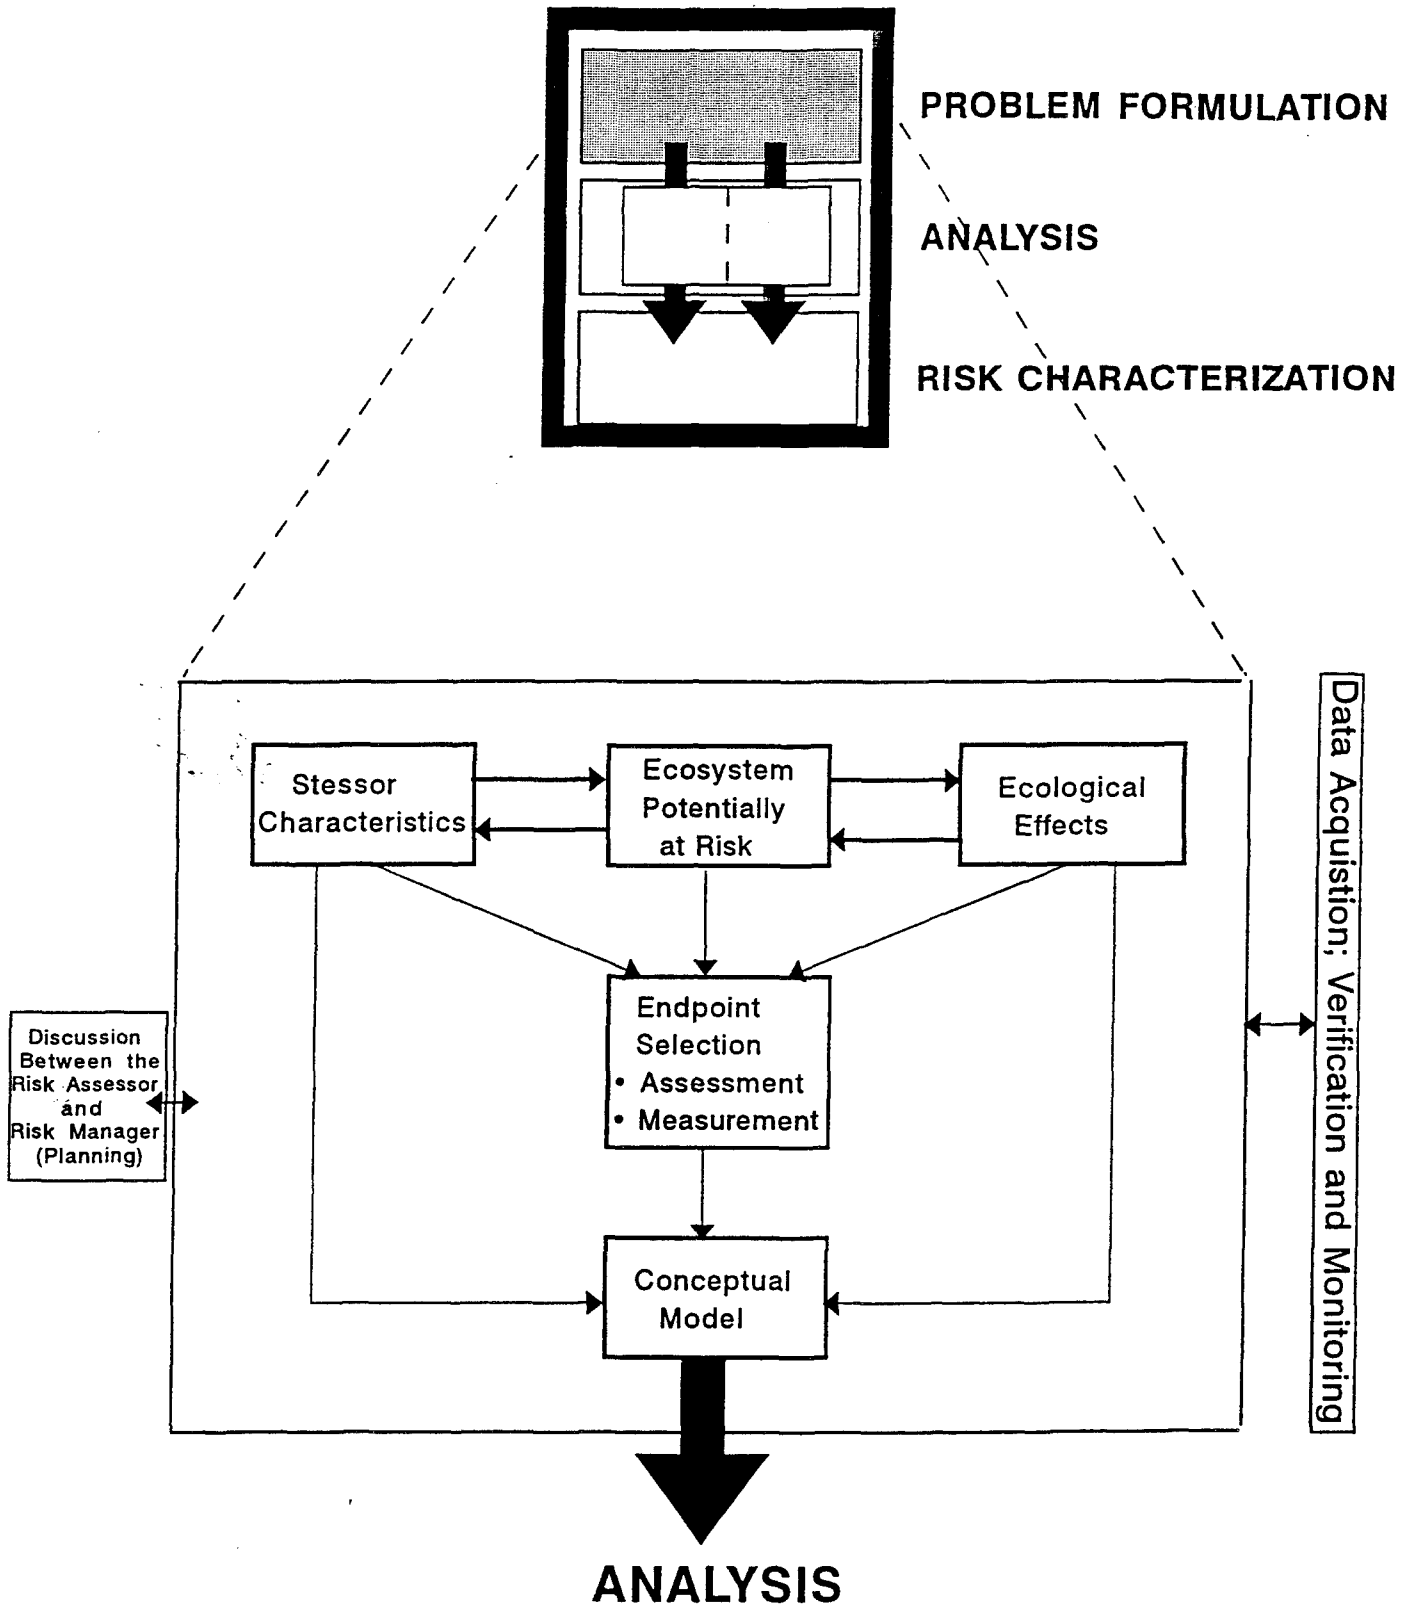 PROBLEM FORMULATION
ANALYSIS
RISK CHARACTERIZATION
Stessor
Characteristics
Ecosystem
Potentially
at Risk
Ecological
Effects
Endpoint
Selection
• Assessment
• Measurement
Discussion
Between the
Risk Assessor
and
Risk Manager
(Planning)
Conceptual
Model
Data Acquistion; Verification and Monitoring
ANALYSIS